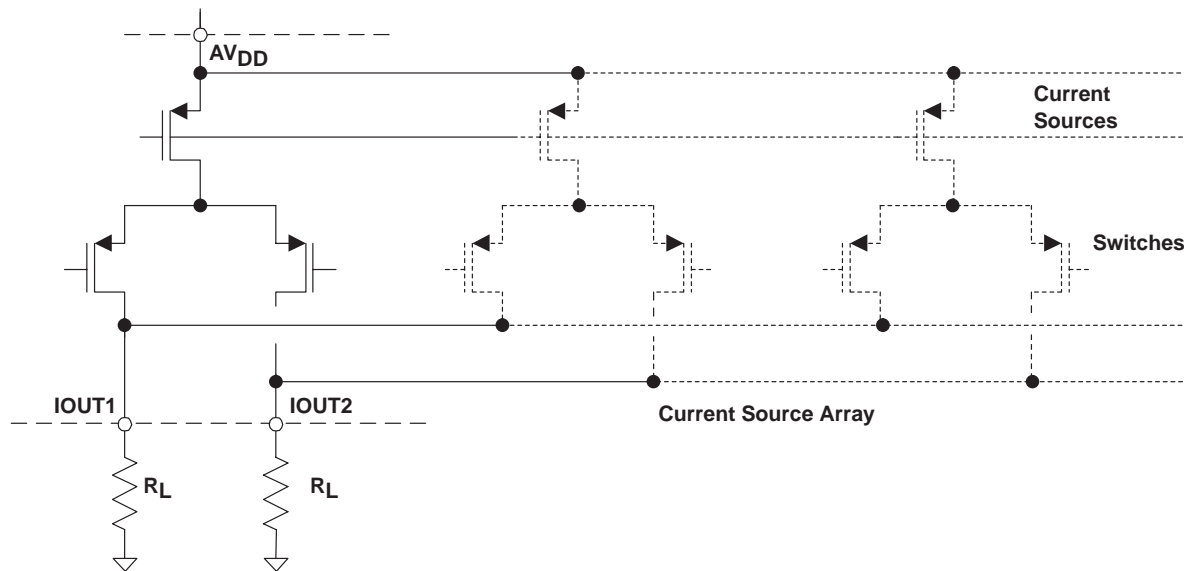 AVDD
Current
Sources
Switches
IOUT1
IOUT2
Current Source Array
RL
RL